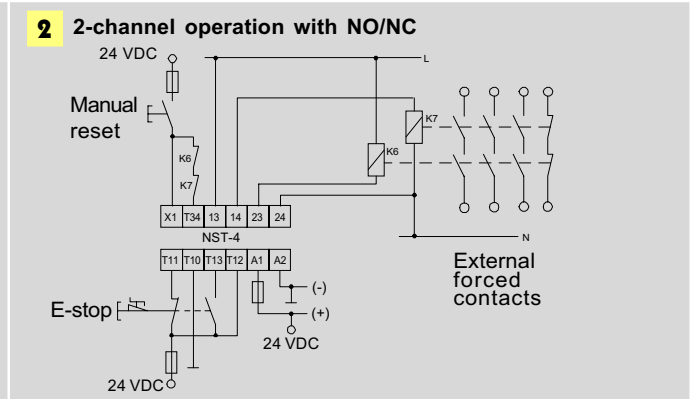 2 2-channel operation with NO/NC
24 VDC
L
Manual
reset
K7
K6
K6
K7
X1 T34 13 14 23 24
NST-4
N
T11 T10 T13 T12 A1 A2
External
forced
contacts
E-stop
(-)
(+)
24 VDC
24 VDC